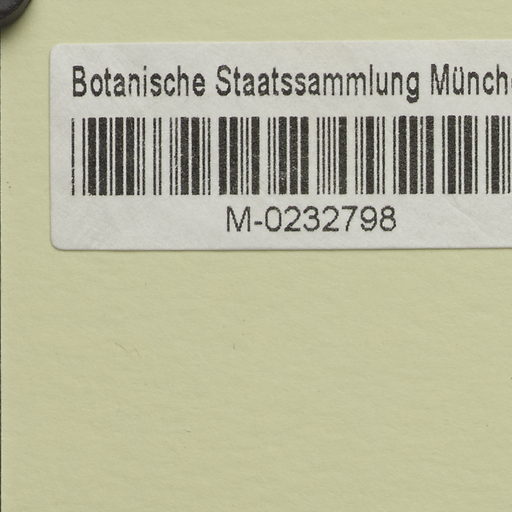 Botanische Staatssammlung Münch
M-0232798